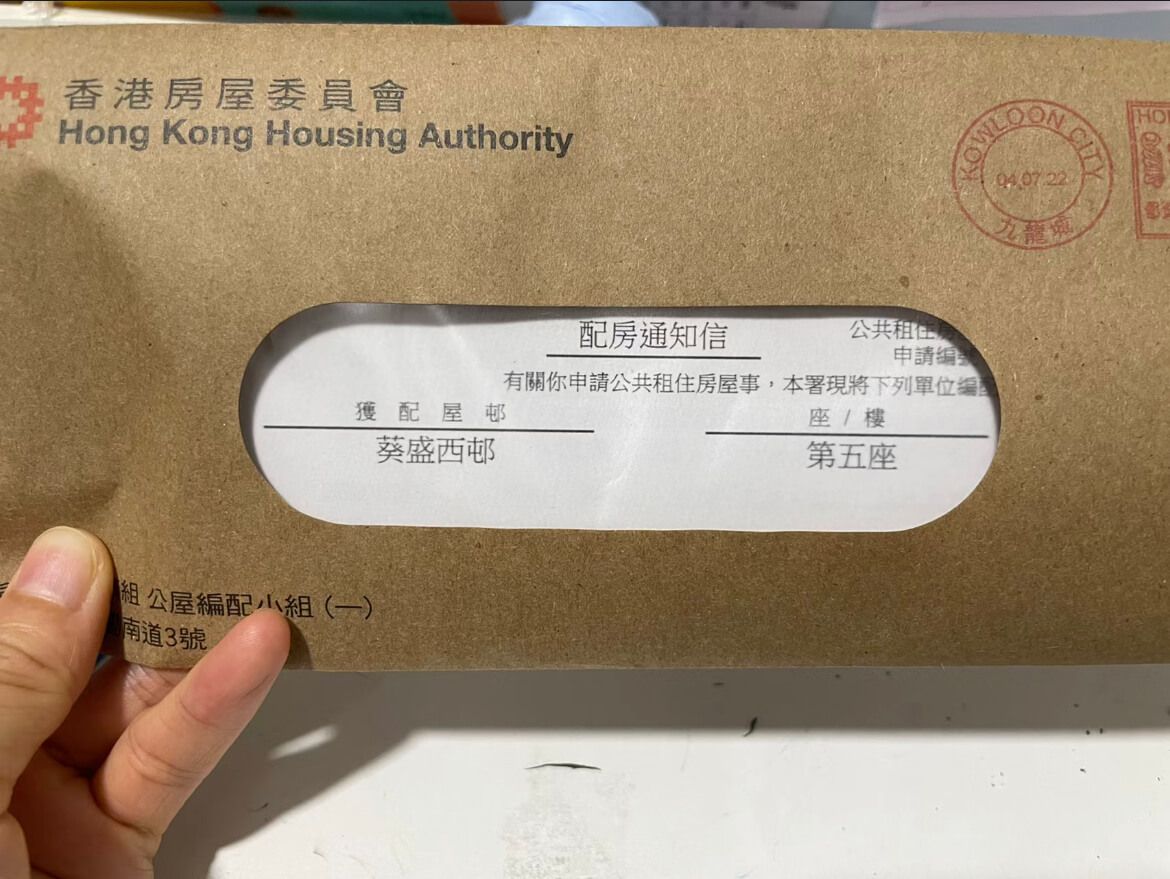 香港房屋委員會
Hong Kong Housing Authority
KOWLOON CITY
04.07.22
九龍城
配房通知信
公共租住房
申請編號
有關你申請公共租住房屋事,本署現將下列單位編配
獲配屋邨
座 / 樓
葵盛西邨
第五座
組 公屋編配小組 (一)
南道3號